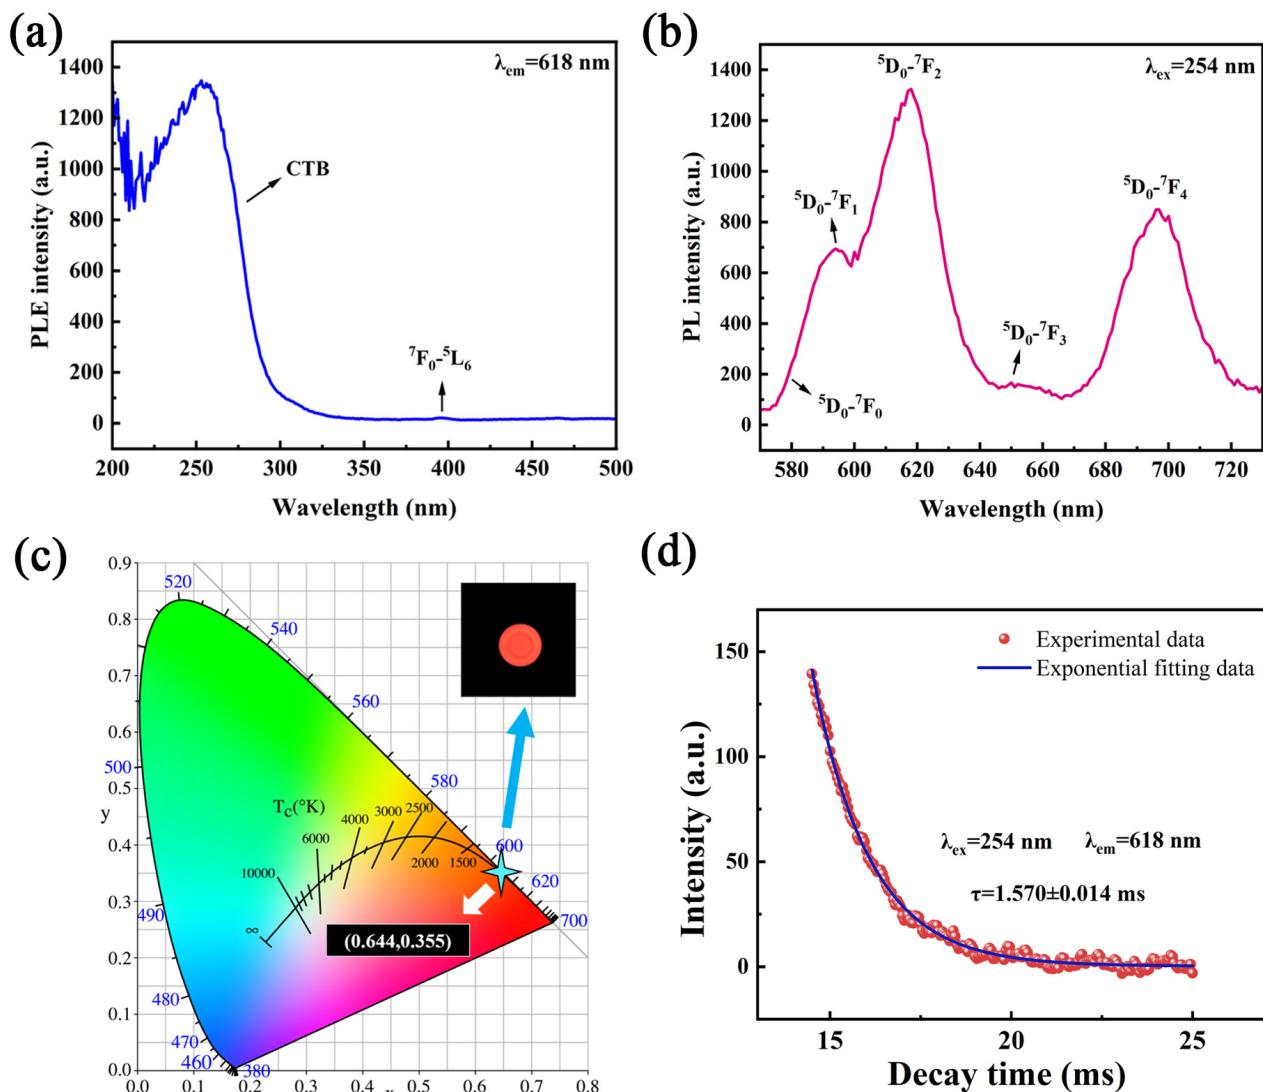 (a)
λem=618 nm
1400
1200
1000
800
600
400
200
0
PLE intensity (a.u.)
CTB
⁷F₀-⁵L₆
200 250 300 350 400 450 500
Wavelength (nm)
(b)
λex=254 nm
1400
1200
1000
800
600
400
200
0
PL intensity (a.u.)
⁵D₀-⁷F₂
⁵D₀-⁷F₁
⁵D₀-⁷F₄
⁵D₀-⁷F₃
⁵D₀-⁷F₀
580 600 620 640 660 680 700 720
Wavelength (nm)
(c)
0.9
0.8
0.7
0.6
0.5
0.4
0.3
0.2
0.1
0.0
y
520
540
560
580
600
620
700
500
490
480
470
460
380
Tc(°K)
10000
6000
4000
3000
2500
2000
1500
∞
(0.644,0.355)
0.0 0.1 0.2 0.3 0.4 0.5 0.6 0.7 0.8
(d)
Experimental data
Exponential fitting data
150
100
50
0
Intensity (a.u.)
λex=254 nm λem=618 nm
τ=1.570±0.014 ms
15 20 25
Decay time (ms)